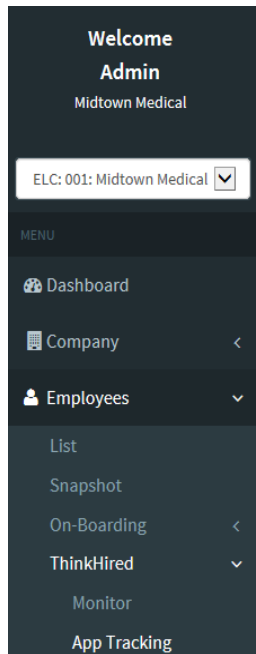 Welcome
Admin
Midtown Medical
ELC: 001: Midtown Medical
MENU
Dashboard
Company
Employees
List
Snapshot
On-Boarding
ThinkHired
Monitor
App Tracking